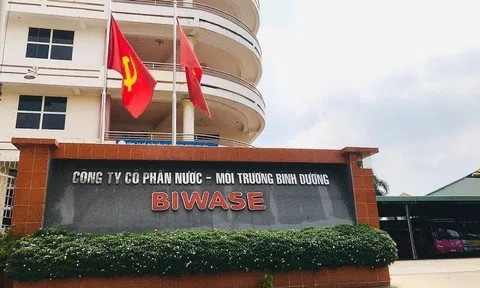 CÔNG TY CỔ PHẦN NƯỚC - MÔI TRƯỜNG BÌNH DƯƠNG
BIWASE